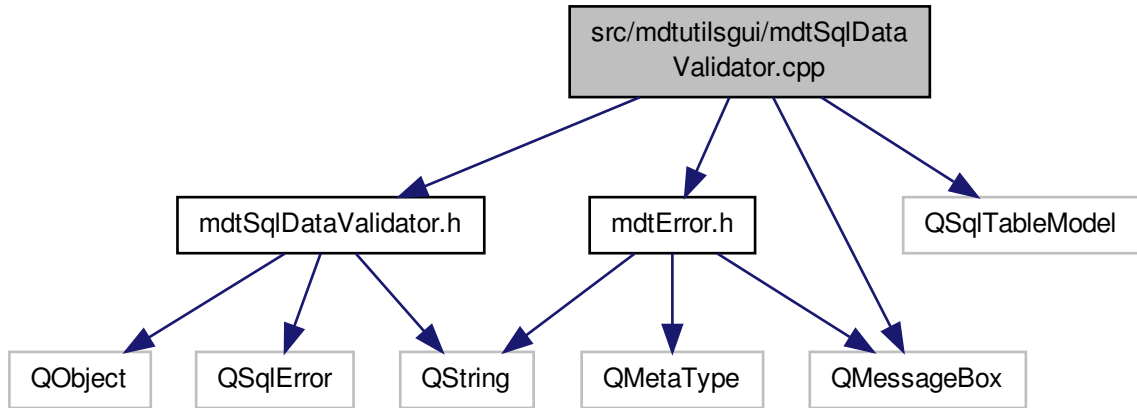 src/mdtutilsgui/mdtSqlData
Validator.cpp
mdtSqlDataValidator.h
mdtError.h
QSqlTableModel
QObject
QSqlError
QString
QMetaType
QMessageBox